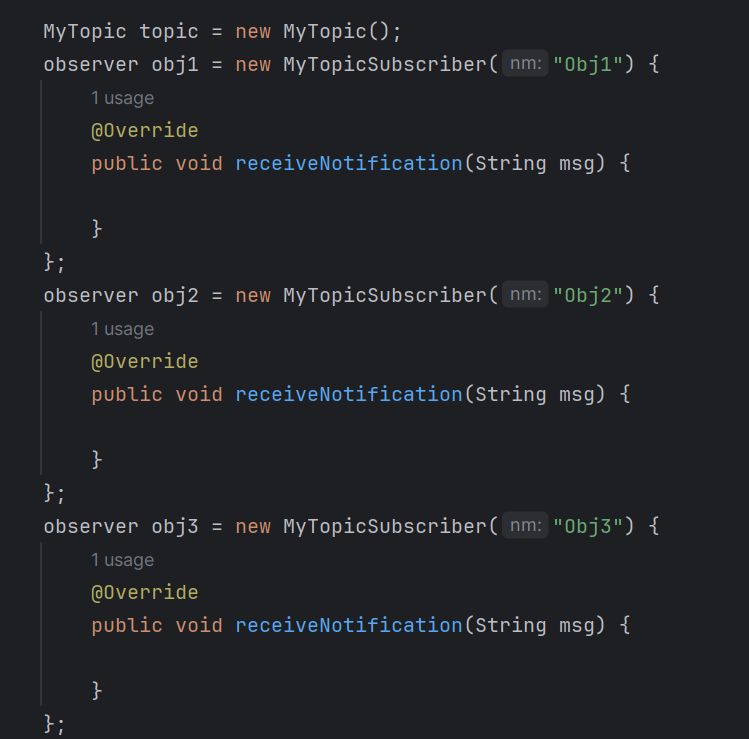 MyTopic topic = new MyTopic();
observer obj1 = new MyTopicSubscriber( nm: "Obj1") {
1 usage
@Override
public void receiveNotification(String msg) {
}
};
observer obj2 = new MyTopicSubscriber( nm: "Obj2") {
1 usage
@Override
public void receiveNotification(String msg) {
}
};
observer obj3 = new MyTopicSubscriber( nm: "Obj3") {
1 usage
@Override
public void receiveNotification(String msg) {
}
};